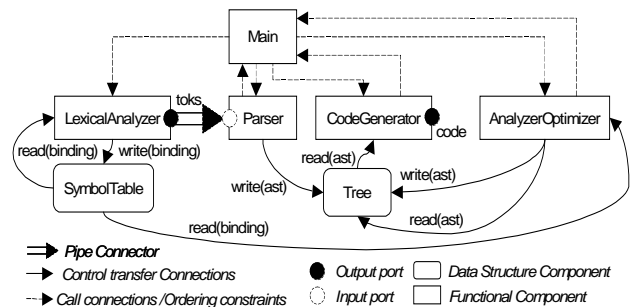 Main
toks
LexicalAnalyzer
Parser
CodeGenerator
AnalyzerOptimizer
code
read(binding)
write(binding)
read(ast)
SymbolTable
write(ast)
Tree
write(ast)
read(binding)
read(ast)
Pipe Connector
Control transfer Connections
Output port
Data Structure Component
Call connections /Ordering constraints
Input port
Functional Component